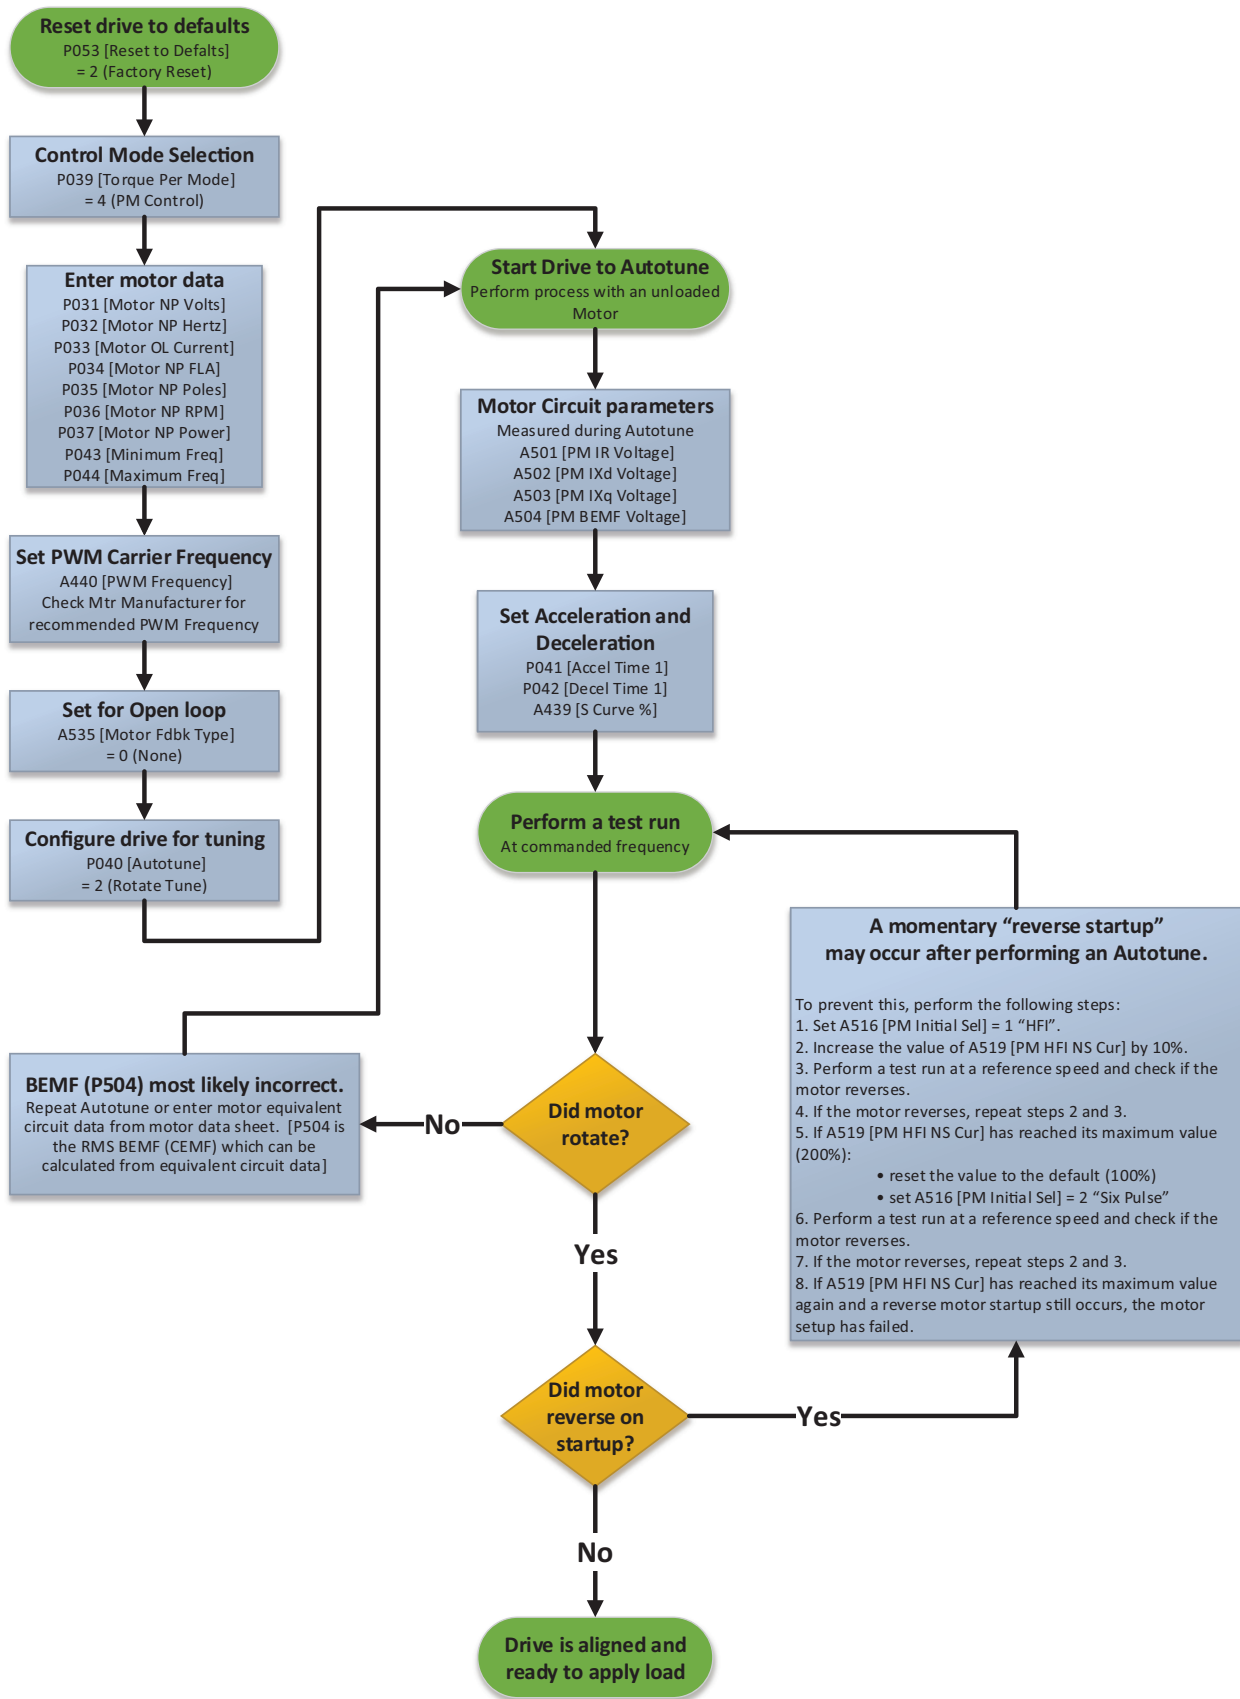 Reset drive to defaults
P053 [Reset to Defalts]
= 2 (Factory Reset)
Control Mode Selection
P039 [Torque Per Mode]
= 4 (PM Control)
Enter motor data
P031 [Motor NP Volts]
P032 [Motor NP Hertz]
P033 [Motor OL Current]
P034 [Motor NP FLA]
P035 [Motor NP Poles]
P036 [Motor NP RPM]
P037 [Motor NP Power]
P043 [Minimum Freq]
P044 [Maximum Freq]
Set PWM Carrier Frequency
A440 [PWM Frequency]
Check Mtr Manufacturer for
recommended PWM Frequency
Set for Open loop
A535 [Motor Fdbk Type]
= 0 (None)
Configure drive for tuning
P040 [Autotune]
= 2 (Rotate Tune)
Start Drive to Autotune
Perform process with an unloaded
Motor
Motor Circuit parameters
Measured during Autotune
A501 [PM IR Voltage]
A502 [PM IXd Voltage]
A503 [PM IXq Voltage]
A504 [PM BEMF Voltage]
Set Acceleration and
Deceleration
P041 [Accel Time 1]
P042 [Decel Time 1]
A439 [S Curve %]
Perform a test run
At commanded frequency
Did motor
rotate?
No
BEMF (P504) most likely incorrect.
Repeat Autotune or enter motor equivalent
circuit data from motor data sheet.  [P504 is
the RMS BEMF (CEMF) which can be
calculated from equivalent circuit data]
Yes
Did motor
reverse on
startup?
Yes
A momentary “reverse startup”
may occur after performing an Autotune.
To prevent this, perform the following steps:
1. Set A516 [PM Initial Sel] = 1 “HFI”.
2. Increase the value of A519 [PM HFI NS Cur] by 10%.
3. Perform a test run at a reference speed and check if the
motor reverses.
4. If the motor reverses, repeat steps 2 and 3.
5. If A519 [PM HFI NS Cur] has reached its maximum value
(200%):
• reset the value to the default (100%)
• set A516 [PM Initial Sel] = 2 “Six Pulse”
6. Perform a test run at a reference speed and check if the
motor reverses.
7. If the motor reverses, repeat steps 2 and 3.
8. If A519 [PM HFI NS Cur] has reached its maximum value
again and a reverse motor startup still occurs, the motor
setup has failed.
No
Drive is aligned and
ready to apply load